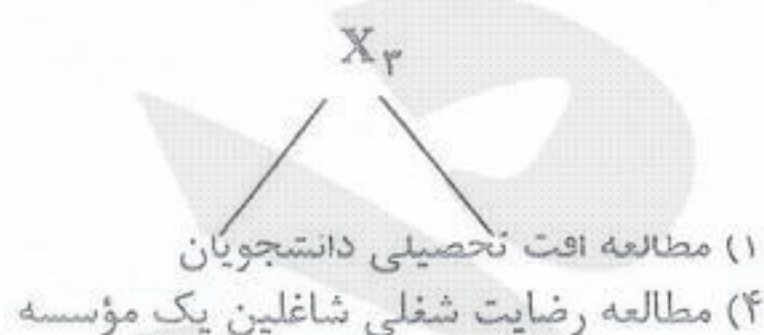 X۳
۱) مطالعه افت تحصیلی دانشجویان
۴) مطالعه رضایت شغلی شاغلین یک مؤسسه